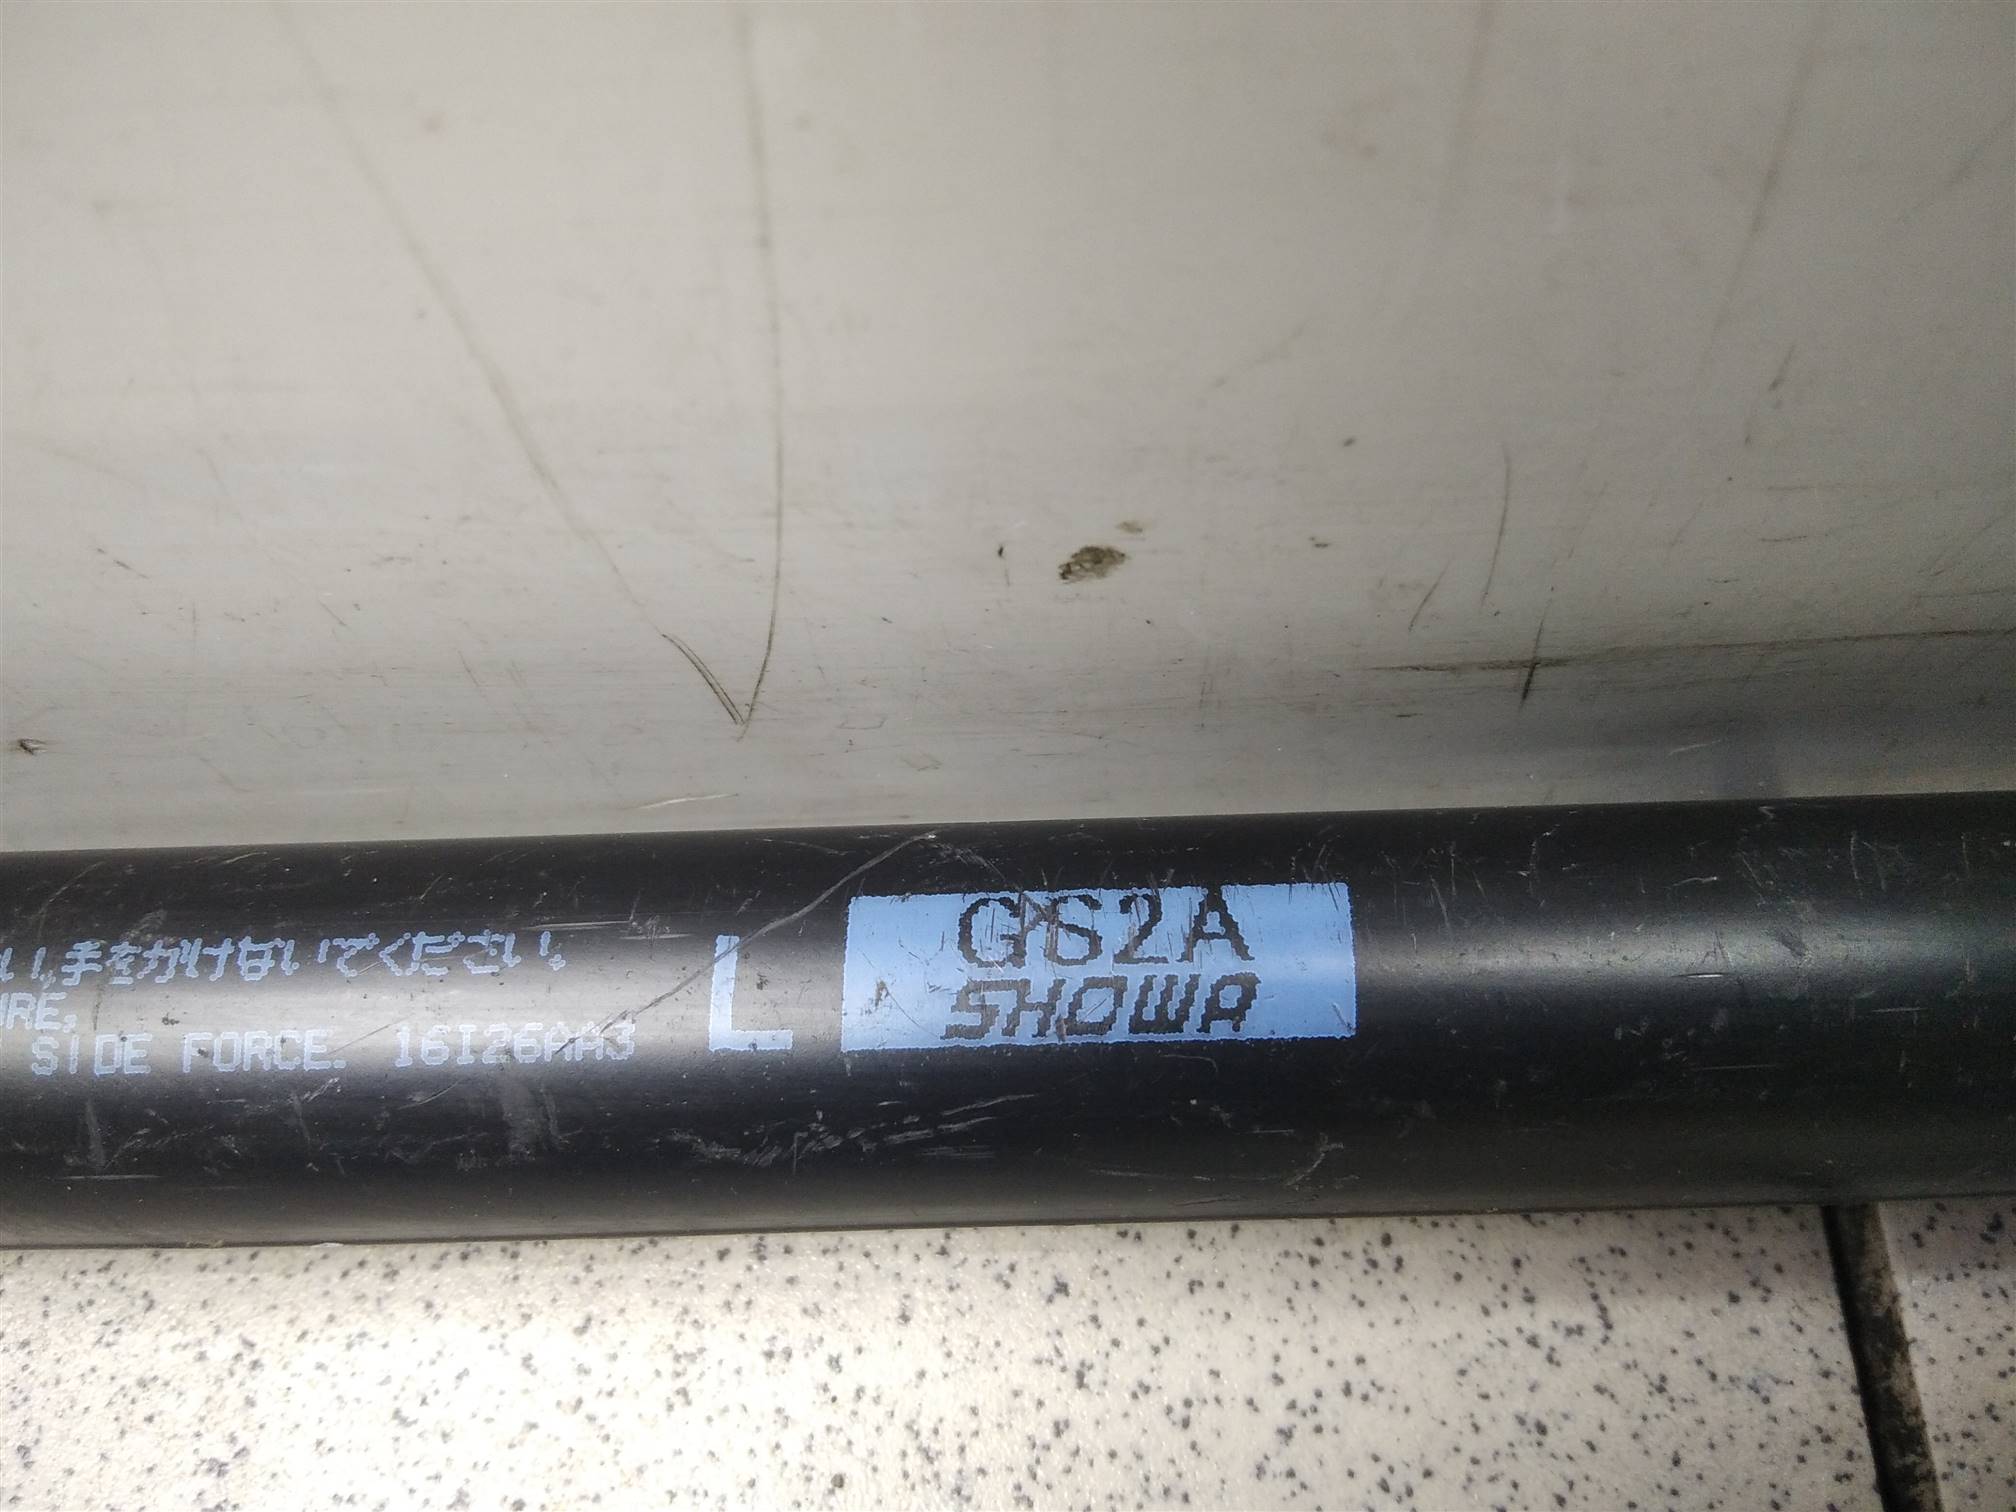 い、手をかけないでください。
URE,
SIDE FORCE. 16I26AA3
L
GS2A
SHOWA